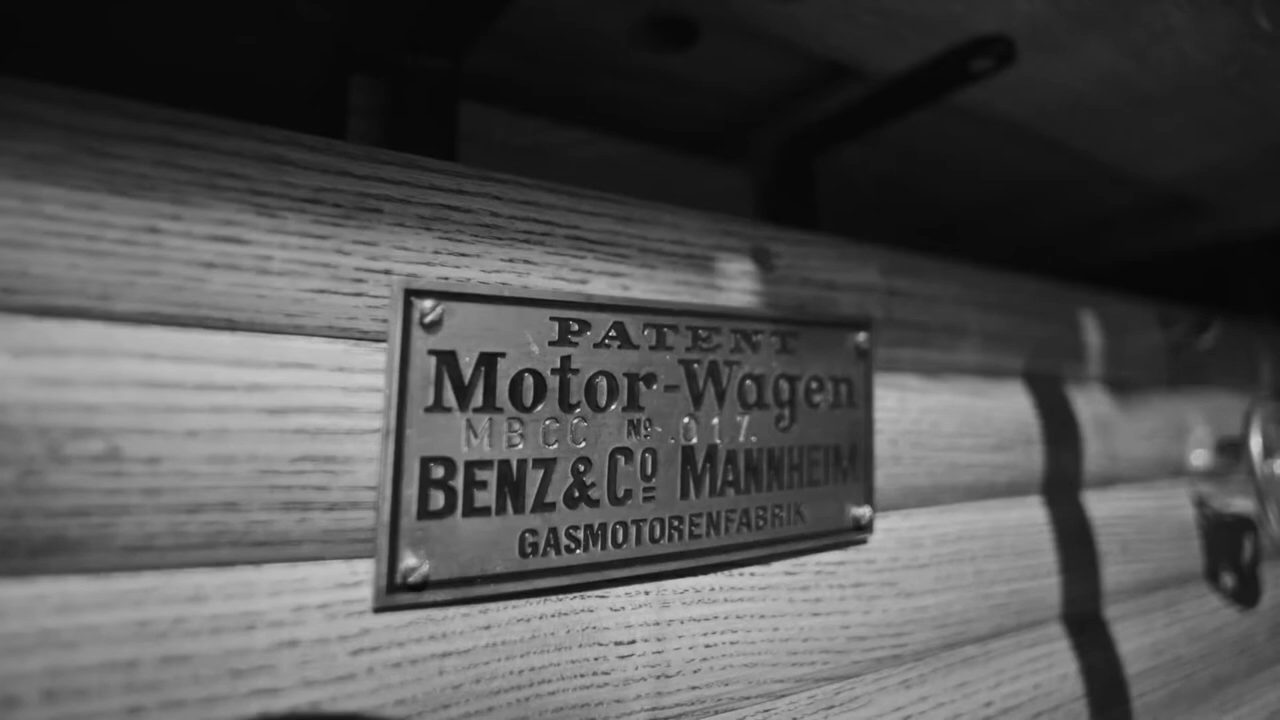 PATENT
Motor-Wagen
MBCC Nº 017.
BENZ & Cº MANNHEIM
GASMOTORENFABRIK